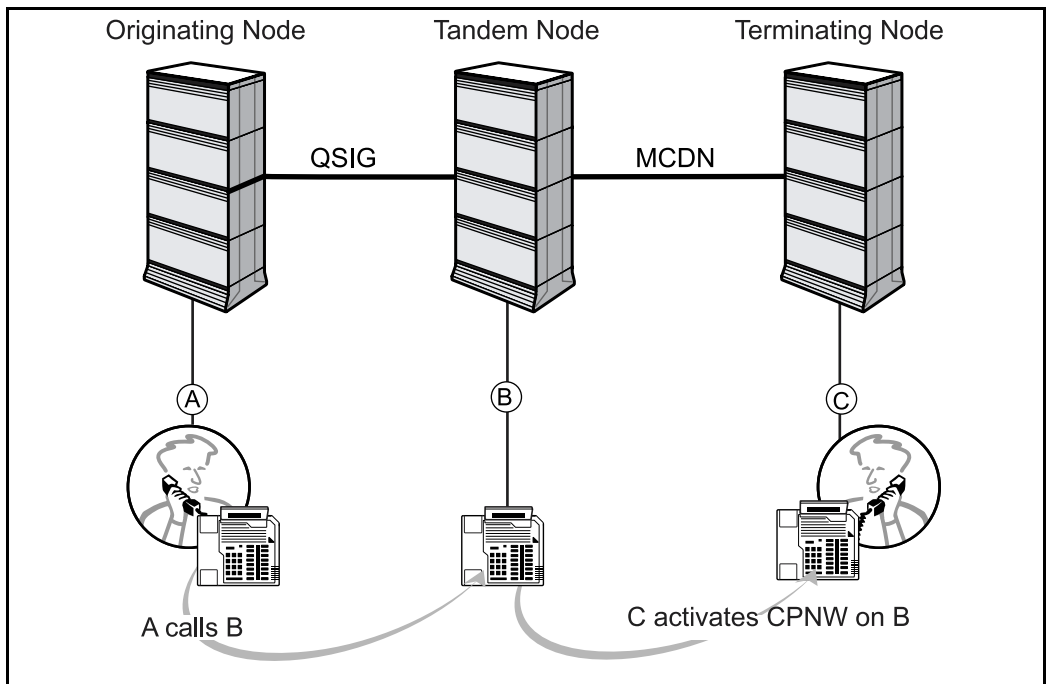 Originating Node
Tandem Node
Terminating Node
QSIG
MCDN
A
B
C
A calls B
C activates CPNW on B